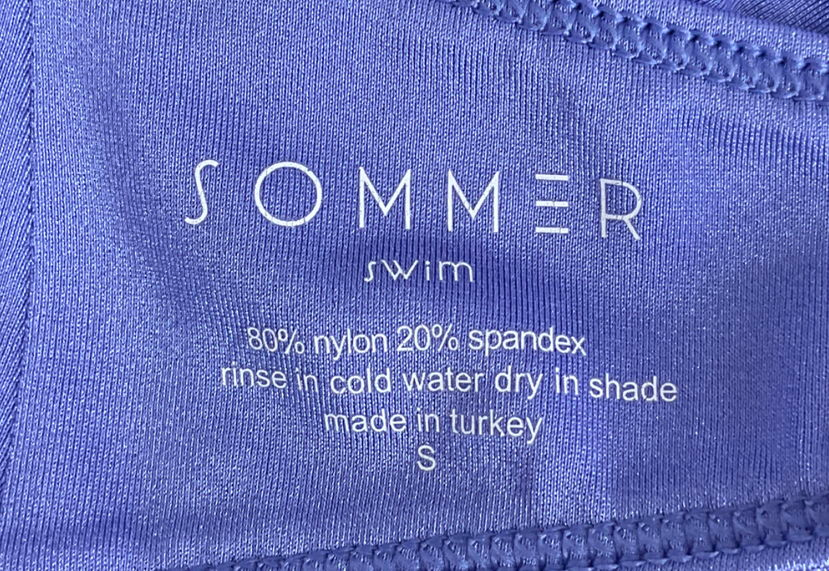 SOMMER
swim
80% nylon 20% spandex
rinse in cold water dry in shade
made in turkey
S